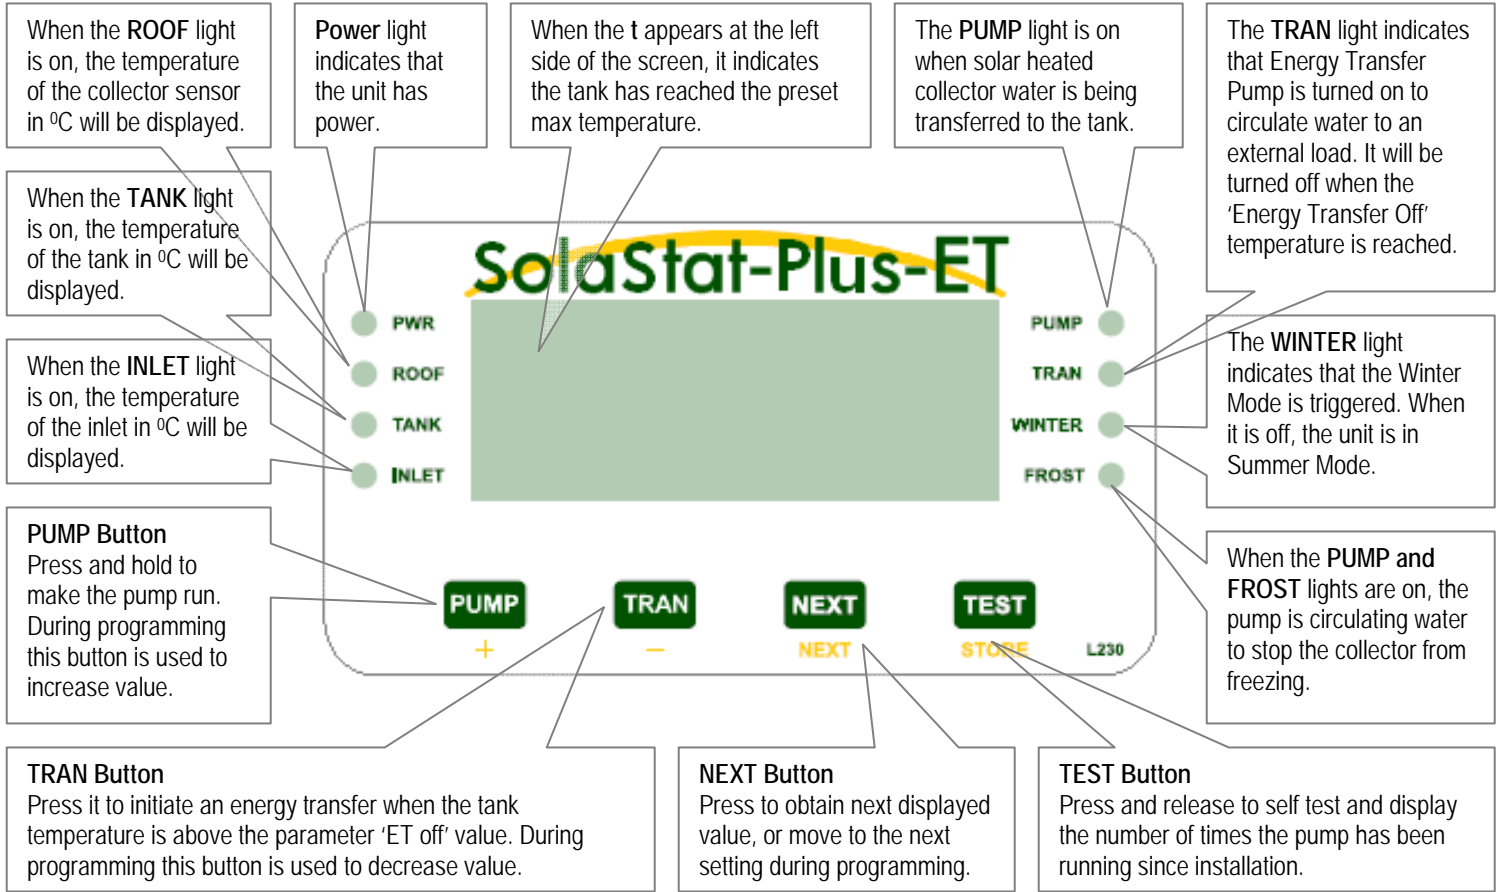 When the ROOF light
is on, the temperature
of the collector sensor
in ⁰C will be displayed.
Power light
indicates that
the unit has
power.
When the t appears at the left
side of the screen, it indicates
the tank has reached the preset
max temperature.
The PUMP light is on
when solar heated
collector water is being
transferred to the tank.
The TRAN light indicates
that Energy Transfer
Pump is turned on to
circulate water to an
external load. It will be
turned off when the
‘Energy Transfer Off’
temperature is reached.
When the TANK light
is on, the temperature
of the tank in ⁰C will be
displayed.
When the INLET light
is on, the temperature
of the inlet in ⁰C will be
displayed.
SolaStat-Plus-ET
PWR
ROOF
TANK
INLET
PUMP
TRAN
WINTER
FROST
The WINTER light
indicates that the Winter
Mode is triggered. When
it is off, the unit is in
Summer Mode.
PUMP Button
Press and hold to
make the pump run.
During programming
this button is used to
increase value.
PUMP
TRAN
NEXT
TEST
+
–
NEXT
STORE
L230
When the PUMP and
FROST lights are on, the
pump is circulating water
to stop the collector from
freezing.
TRAN Button
Press it to initiate an energy transfer when the tank
temperature is above the parameter ‘ET off’ value. During
programming this button is used to decrease value.
NEXT Button
Press to obtain next displayed
value, or move to the next
setting during programming.
TEST Button
Press and release to self test and display
the number of times the pump has been
running since installation.